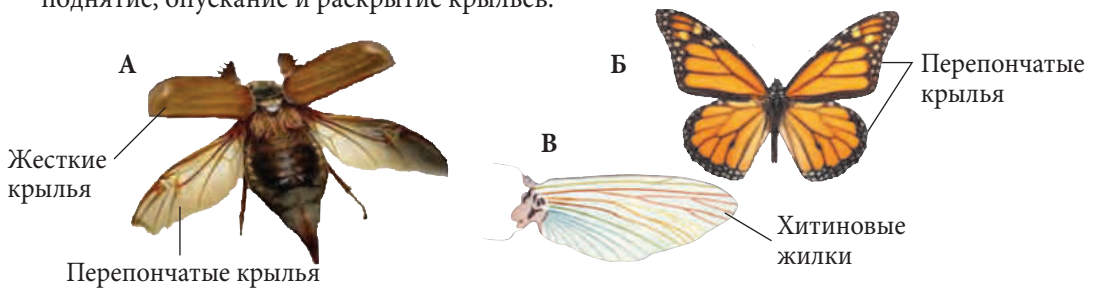 поднятие, опускание и раскрытие крыльев.
А
Б
Перепончатые
крылья
В
Жесткие
крылья
Хитиновые
жилки
Перепончатые крылья